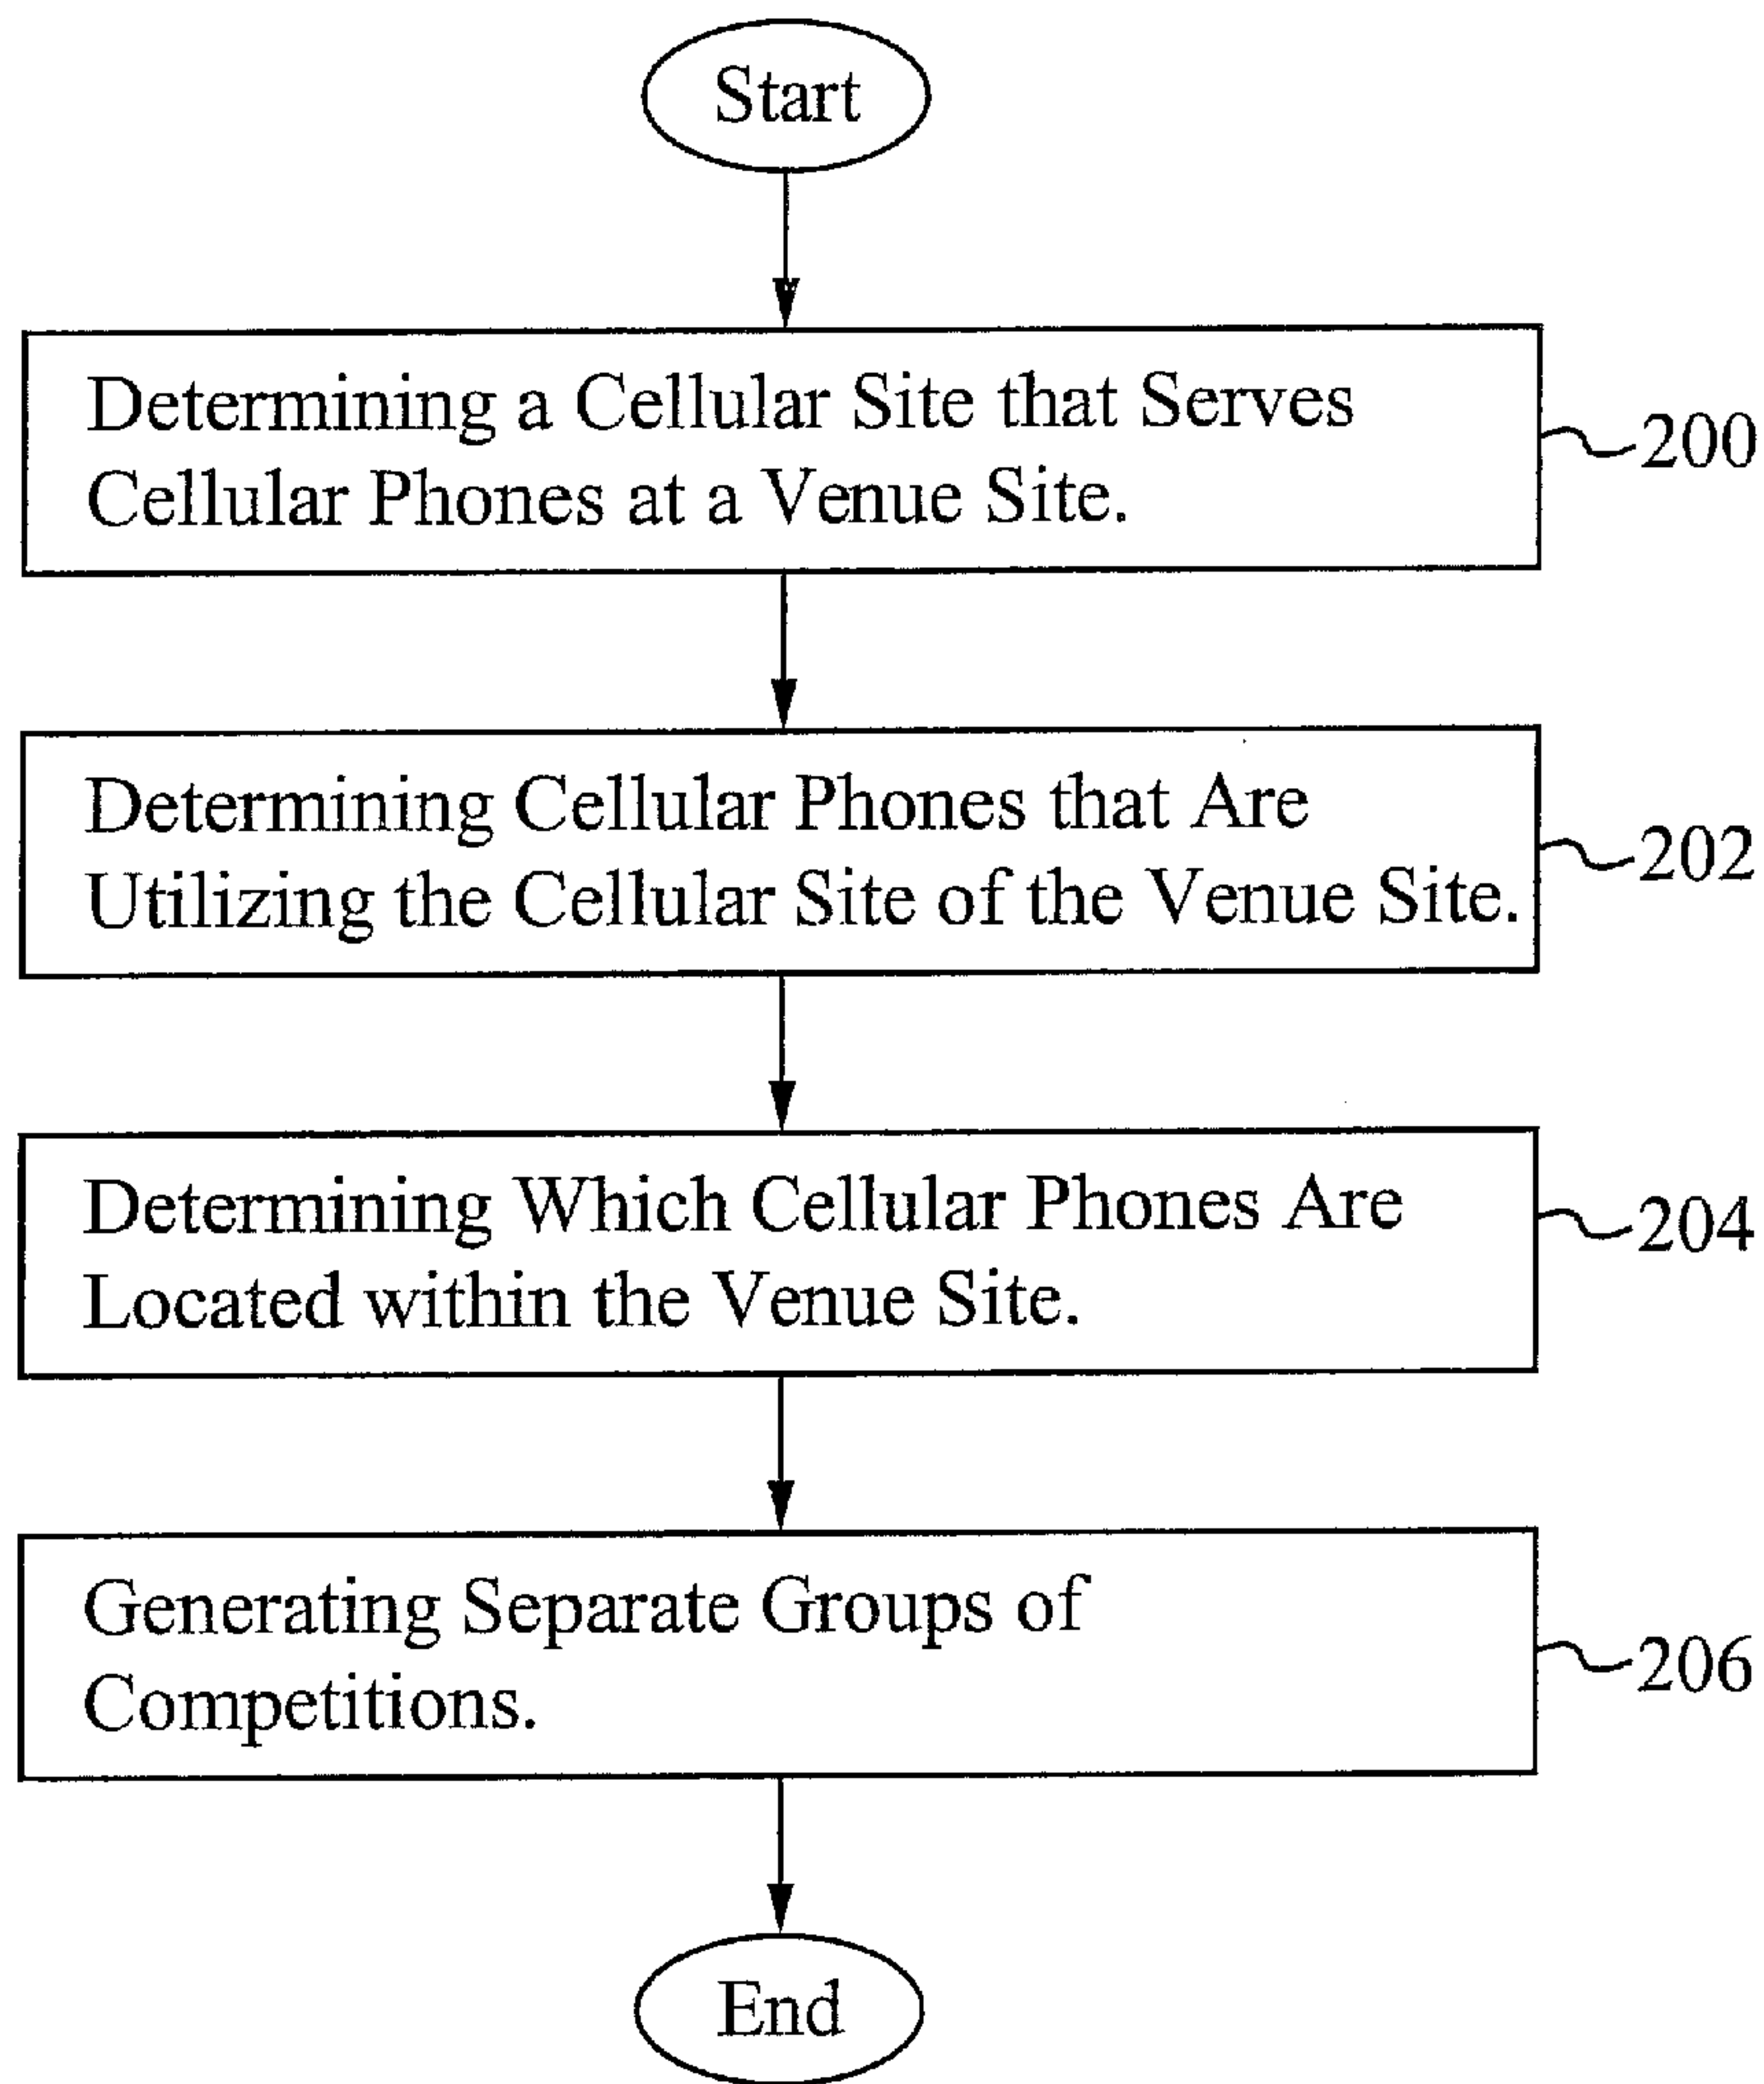 Start
Determining a Cellular Site that Serves
Cellular Phones at a Venue Site.
200
Determining Cellular Phones that Are
Utilizing the Cellular Site of the Venue Site.
202
Determining Which Cellular Phones Are
Located within the Venue Site.
204
Generating Separate Groups of
Competitions.
206
End